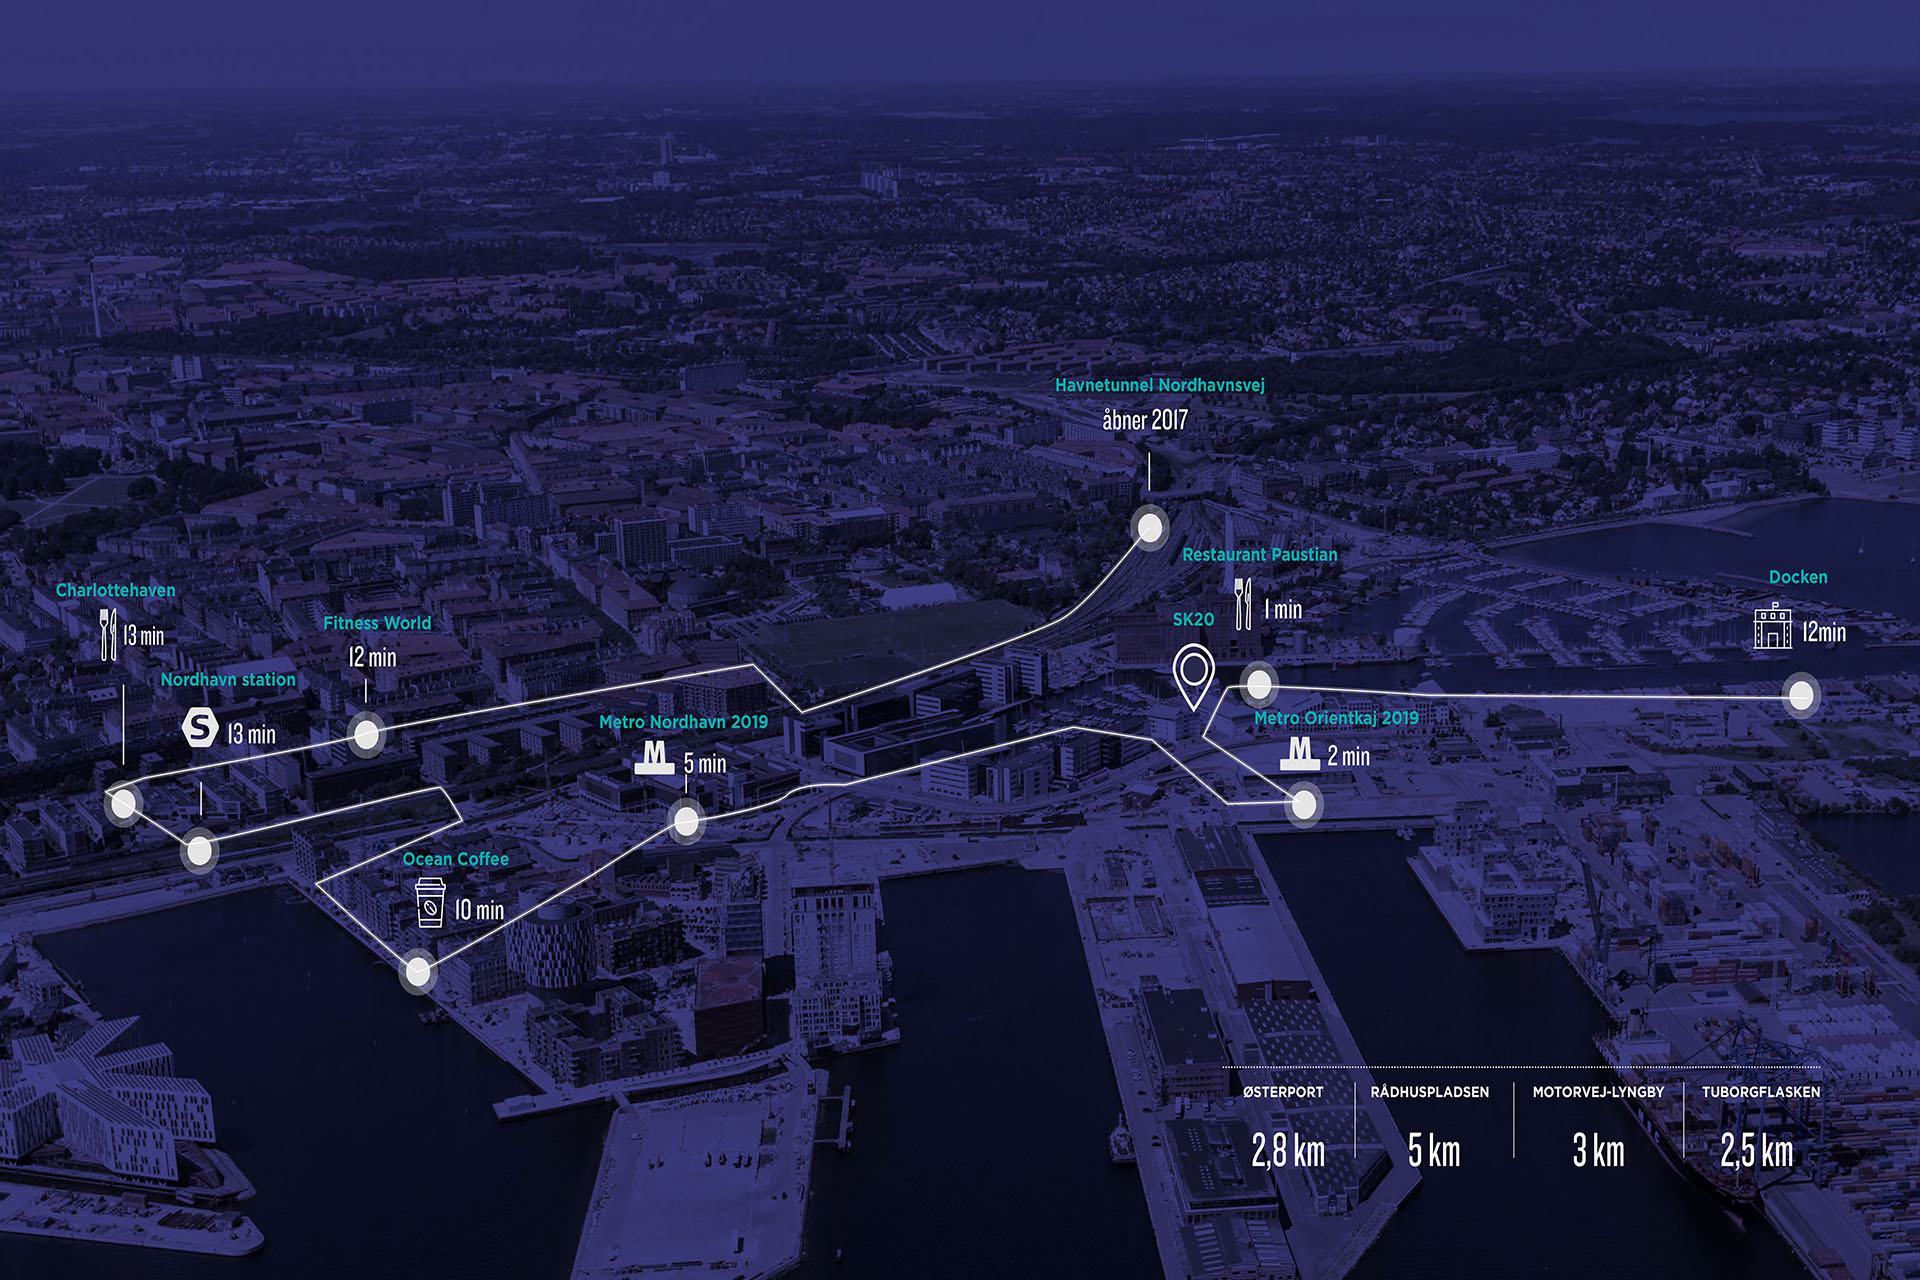 Havnetunnel Nordhavnsvej
åbner 2017
Restaurant Paustian
1 min
SK20
Docken
12min
Charlottehaven
13 min
Fitness World
12 min
Nordhavn station
S
13 min
Metro Nordhavn 2019
M
5 min
Metro Orientkaj 2019
M
2 min
Ocean Coffee
10 min
ØSTERPORT
2,8 km
RÅDHUSPLADSEN
5 km
MOTORVEJ-LYNGBY
3 km
TUBORGFLASKEN
2,5 km